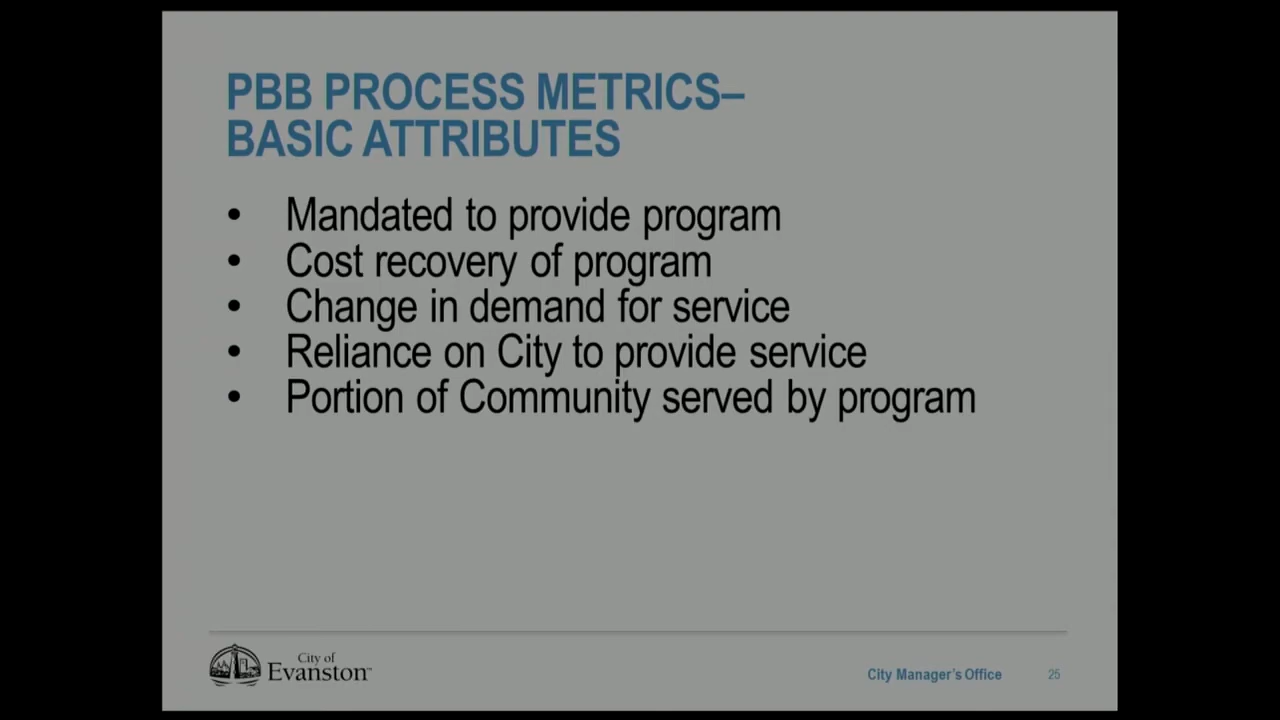 PBB PROCESS METRICS–
BASIC ATTRIBUTES
• Mandated to provide program
• Cost recovery of program
• Change in demand for service
• Reliance on City to provide service
• Portion of Community served by program
City of
Evanston™
City Manager's Office 25